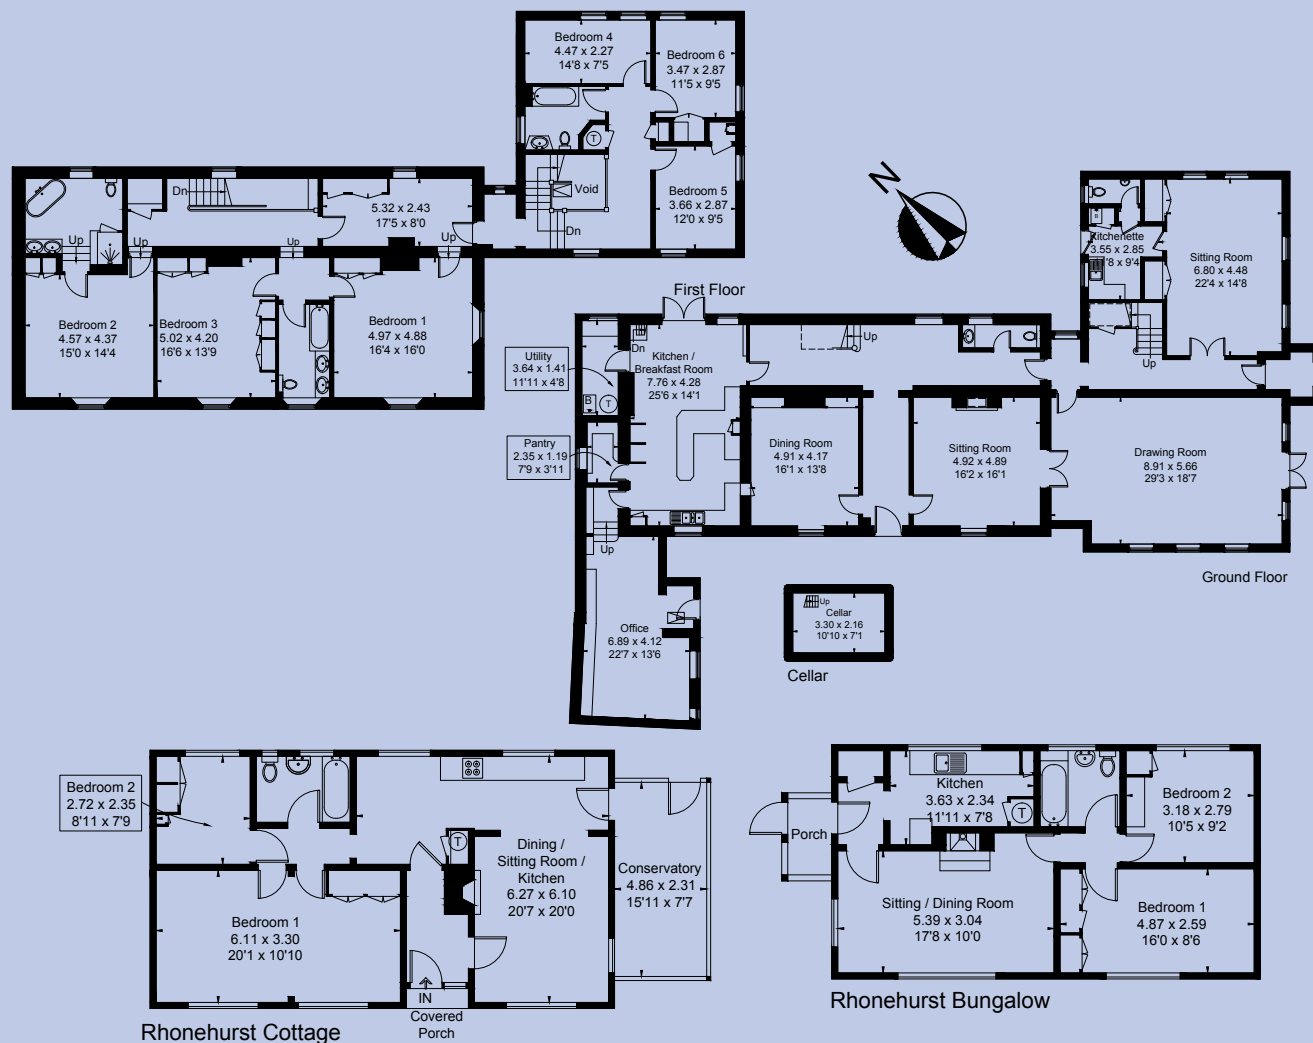 Bedroom 4
4.47 x 2.27
14'8 x 7'5
Bedroom 6
3.47 x 2.87
11'5 x 9'5
T
Void
Dn
Bedroom 5
3.66 x 2.87
12'0 x 9'5
Dn
5.32 x 2.43
17'5 x 8'0
Up
Up
Up
Up
Bedroom 2
4.57 x 4.37
15'0 x 14'4
Bedroom 3
5.02 x 4.20
16'6 x 13'9
Bedroom 1
4.97 x 4.88
16'4 x 16'0
First Floor
N
Kitchenette
3.55 x 2.85
'8 x 9'4
Sitting Room
6.80 x 4.48
22'4 x 14'8
Up
Utility
3.64 x 1.41
11'11 x 4'8
B
T
Dn
Kitchen /
Breakfast Room
7.76 x 4.28
25'6 x 14'1
Up
Pantry
2.35 x 1.19
7'9 x 3'11
Dining Room
4.91 x 4.17
16'1 x 13'8
Sitting Room
4.92 x 4.89
16'2 x 16'1
Drawing Room
8.91 x 5.66
29'3 x 18'7
Up
Ground Floor
Office
6.89 x 4.12
22'7 x 13'6
Up
Cellar
3.30 x 2.16
10'10 x 7'1
Cellar
Bedroom 2
2.72 x 2.35
8'11 x 7'9
T
Dining /
Sitting Room /
Kitchen
6.27 x 6.10
20'7 x 20'0
Conservatory
4.86 x 2.31
15'11 x 7'7
Bedroom 1
6.11 x 3.30
20'1 x 10'10
IN
Covered
Porch
Rhonehurst Cottage
Kitchen
3.63 x 2.34
11'11 x 7'8
T
Bedroom 2
3.18 x 2.79
10'5 x 9'2
Porch
Sitting / Dining Room
5.39 x 3.04
17'8 x 10'0
Bedroom 1
4.87 x 2.59
16'0 x 8'6
Rhonehurst Bungalow